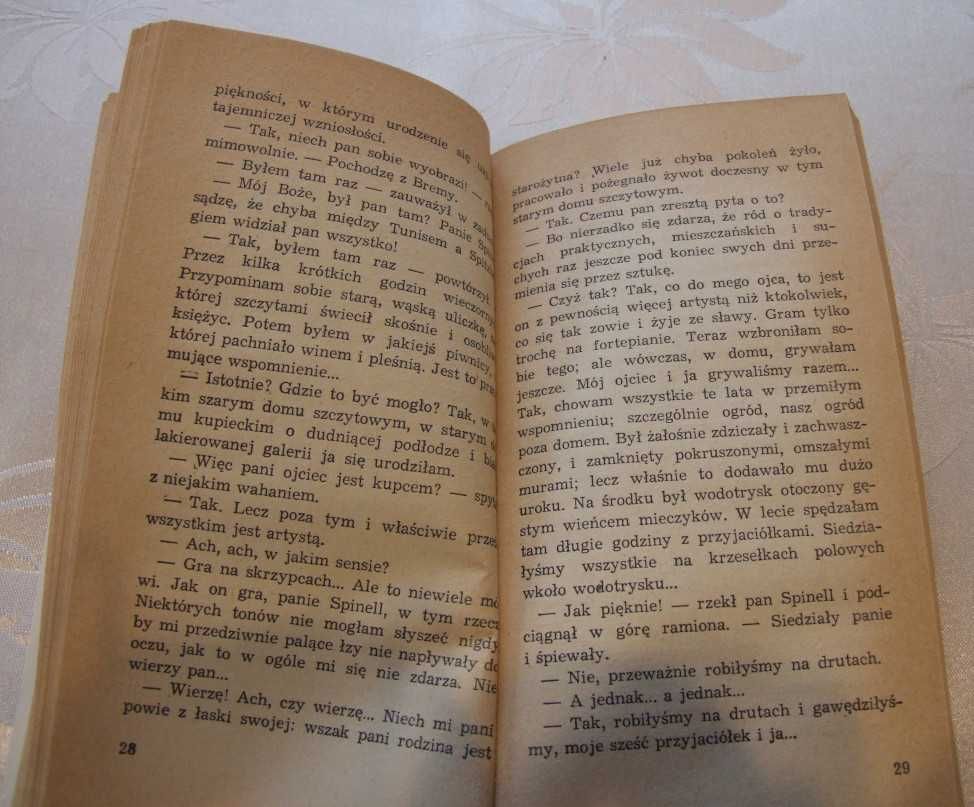 piękności, w którym urodzenie się
tajemniczej wzniosłości.
— Tak, niech pan sobie wyobrazi! —
mimowolnie. — Pochodzę z Bremy.
— Byłem tam raz — zauważył w
— Mój Boże, był pan tam? Panie
sądzę, że chyba między Tunisem a
giem widział pan wszystko!
— Tak, byłem tam raz — powtórzył
Przez kilka krótkich godzin
Przypominam sobie starą, wąską uliczkę,
której szczytami świecił skośnie i
księżyc. Potem byłem w jakiejś piwnicy,
której pachniało winem i pleśnią. Jest to
mujące wspomnienie...
— Istotnie? Gdzie to być mogło? Tak, w
kim szarym domu szczytowym, w starym
mu kupieckim o dudniącej podłodze i
lakierowanej galerii ja się urodziłam.
— Więc pani ojciec jest kupcem? —
z niejakim wahaniem.
— Tak. Lecz poza tym i właściwie
wszystkim jest artystą.
— Ach, ach, w jakim sensie?
— Gra na skrzypcach... Ale to niewiele
wi. Jak on gra, panie Spinell, w tym
Niektórych tonów nie mogłam słyszeć nigdy
by mi przedziwnie palące łzy nie napływały do
oczu, jak to w ogóle mi się nie zdarza. Nie
wierzy pan...
— Wierzę! Ach, czy wierzę... Niech mi pani
powie z łaski swojej: wszak pani rodzina jest
28
starożytna? Wiele już chyba pokoleń żyło,
pracowało i pożegnało żywot doczesny w tym
starym domu szczytowym.
— Tak. Czemu pan zresztą pyta o to?
— Bo nierzadko się zdarza, że ród o trady-
cjach praktycznych, mieszczańskich i su-
chych raz jeszcze pod koniec swych dni prze-
mienia się przez sztukę.
— Czyż tak? Tak, co do mego ojca, to jest
on z pewnością więcej artystą niż ktokolwiek,
co się tak zowie i żyje ze sławy. Gram tylko
trochę na fortepianie. Teraz wzbroniłam so-
bie tego; ale wówczas, w domu, grywałam
jeszcze. Mój ojciec i ja grywaliśmy razem...
Tak, chowam wszystkie te lata w przemiłym
wspomnieniu; szczególnie ogród, nasz ogród
poza domem. Był żałośnie zdziczały i zachwasz-
czony, i zamknięty pokruszonymi, omszałymi
murami; lecz właśnie to dodawało mu dużo
uroku. Na środku był wodotrysk otoczony gę-
stym wieńcem mieczyków. W lecie spędzałam
tam długie godziny z przyjaciółkami. Siedzia-
łyśmy wszystkie na krzesełkach polowych
wkoło wodotrysku...
— Jak pięknie! — rzekł pan Spinell i pod-
ciągnął w górę ramiona. — Siedziały panie
i śpiewały.
— Nie, przeważnie robiłyśmy na drutach.
— A jednak... a jednak...
— Tak, robiłyśmy na drutach i gawędziłyś-
my, moje sześć przyjaciółek i ja...
29